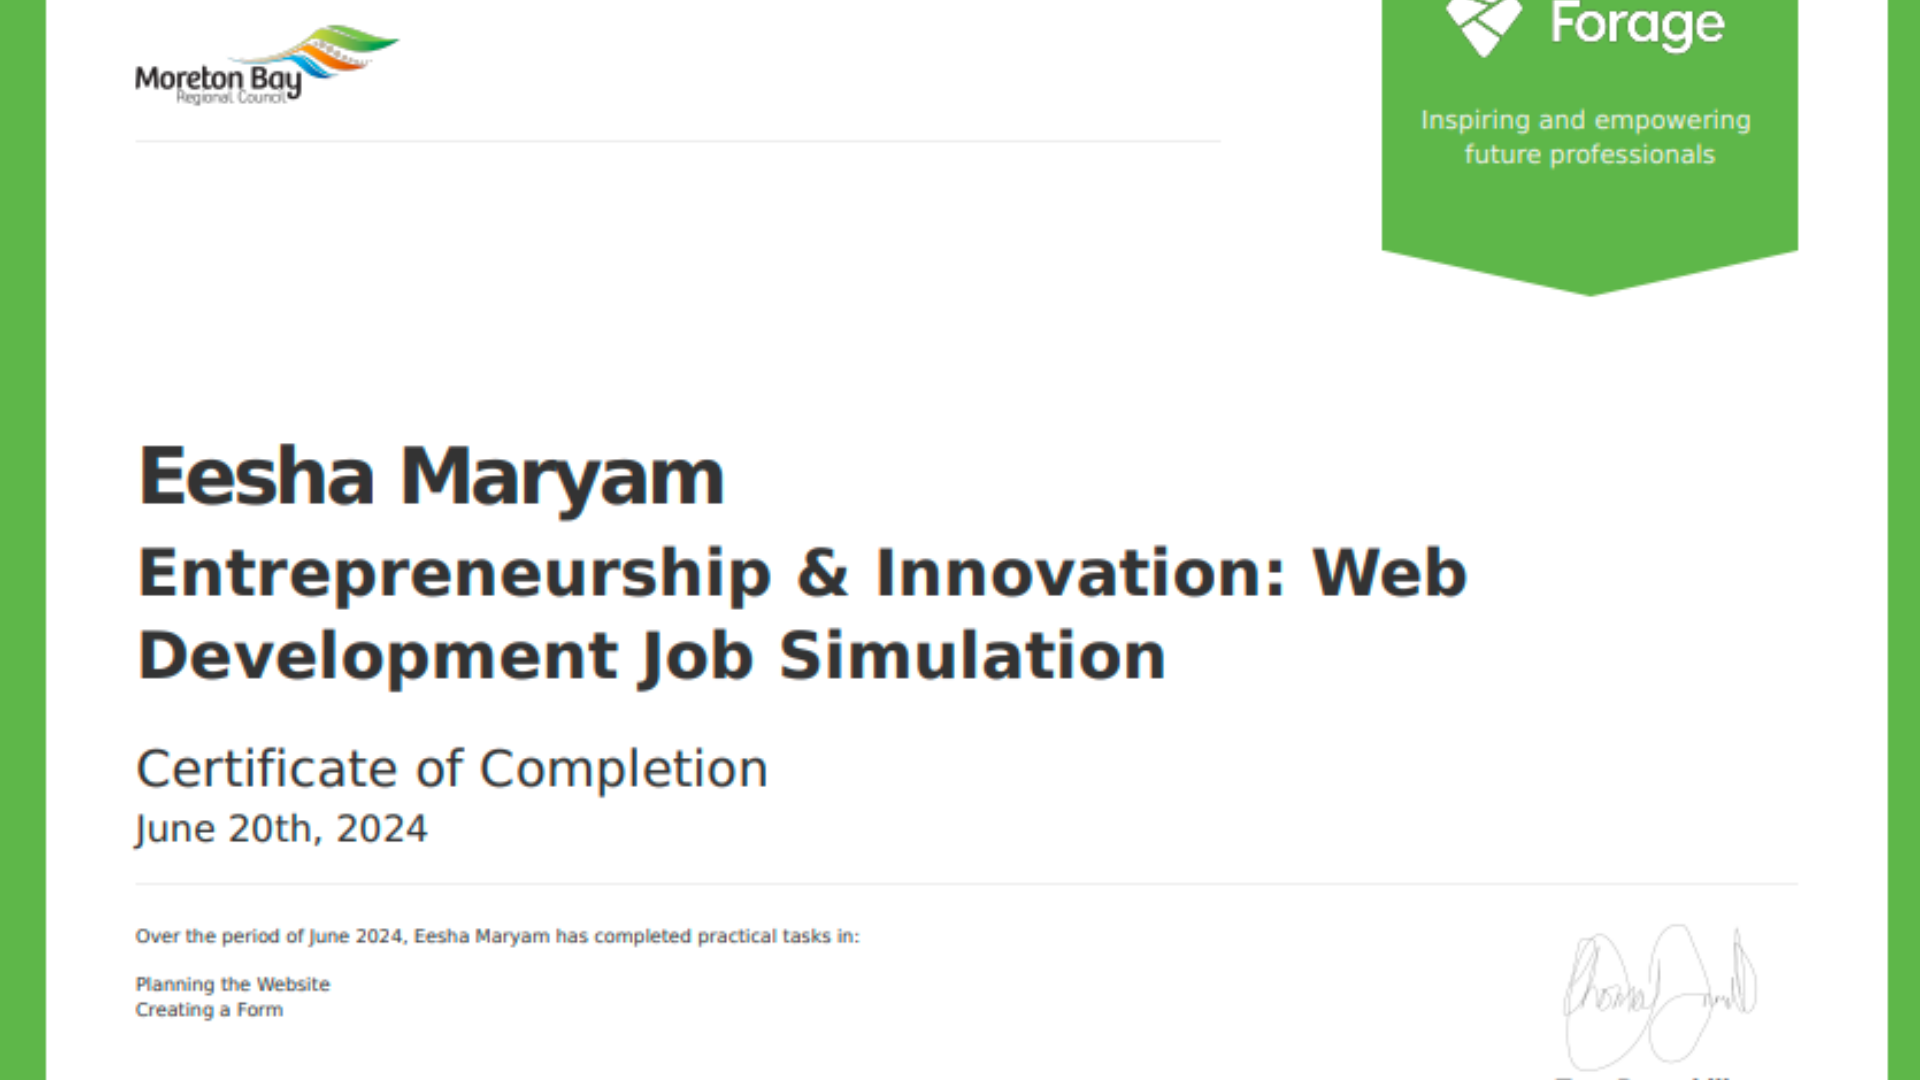 Moreton Bay
Regional Council
Forage
Inspiring and empowering
future professionals
Eesha Maryam
Entrepreneurship & Innovation: Web
Development Job Simulation
Certificate of Completion
June 20th, 2024
Over the period of June 2024, Eesha Maryam has completed practical tasks in:
Planning the Website
Creating a Form